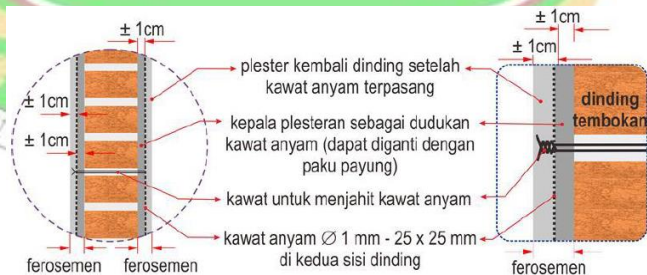 ± 1cm
± 1cm
± 1cm
± 1cm
± 1cm
plester kembali dinding setelah
kawat anyam terpasang
kepala plesteran sebagai dudukan
kawat anyam (dapat diganti dengan
paku payung)
kawat untuk menjahit kawat anyam
kawat anyam Ø 1 mm - 25 x 25 mm
di kedua sisi dinding
dinding
tembokan
ferosemen
ferosemen
ferosemen